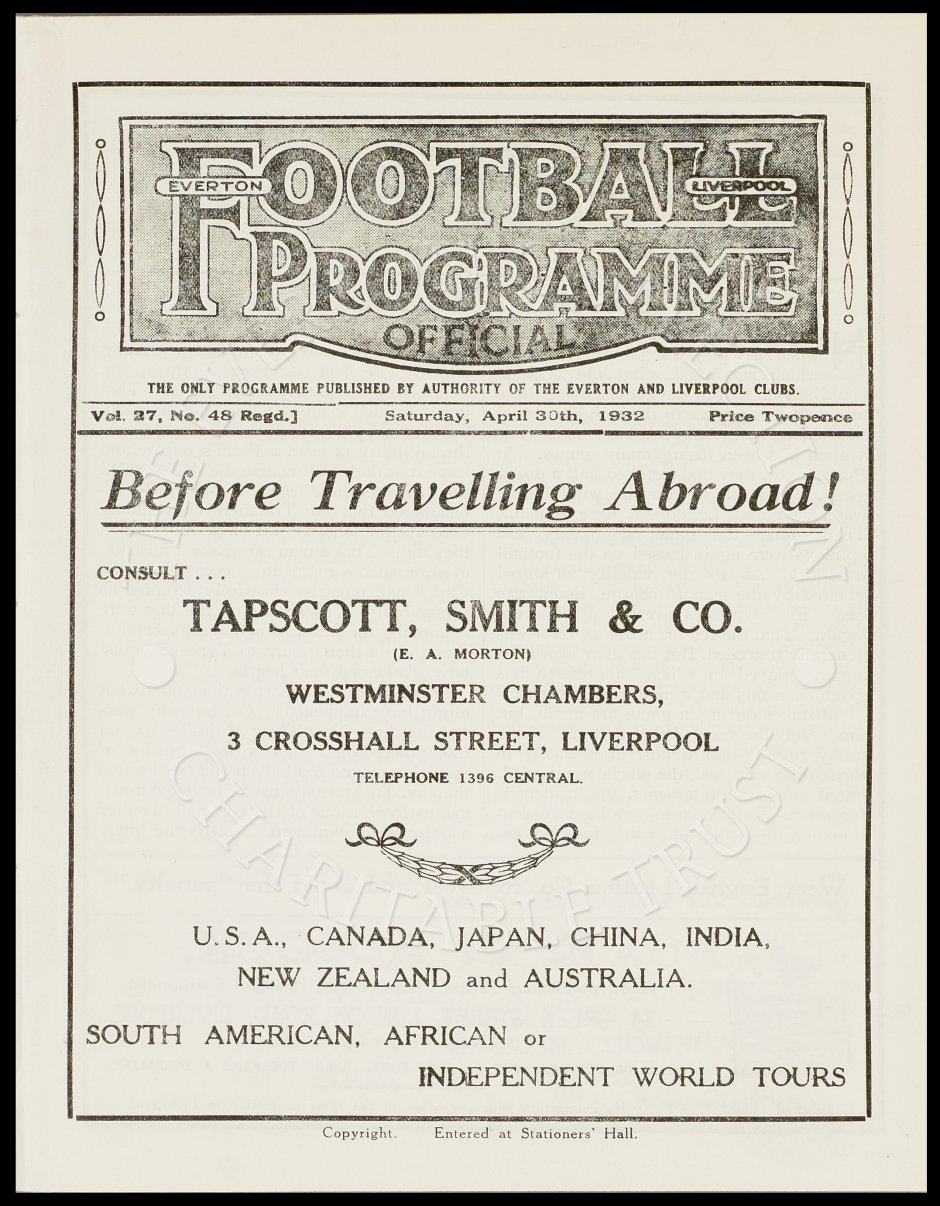 EVERTON
LIVERPOOL
FOOTBALL
PROGRAMME
OFFICIAL
THE ONLY PROGRAMME PUBLISHED BY AUTHORITY OF THE EVERTON AND LIVERPOOL CLUBS.
Vol. 27, No. 48 Regd.] Saturday, April 30th, 1932 Price Twopence
Before Travelling Abroad!
CONSULT . . .
TAPSCOTT, SMITH & CO.
(E. A. MORTON)
WESTMINSTER CHAMBERS,
3 CROSSHALL STREET, LIVERPOOL
TELEPHONE 1396 CENTRAL.
U.S.A., CANADA, JAPAN, CHINA, INDIA,
NEW ZEALAND and AUSTRALIA.
SOUTH AMERICAN, AFRICAN or
INDEPENDENT WORLD TOURS
Copyright. Entered at Stationers' Hall.
CHARITABLE TRUST